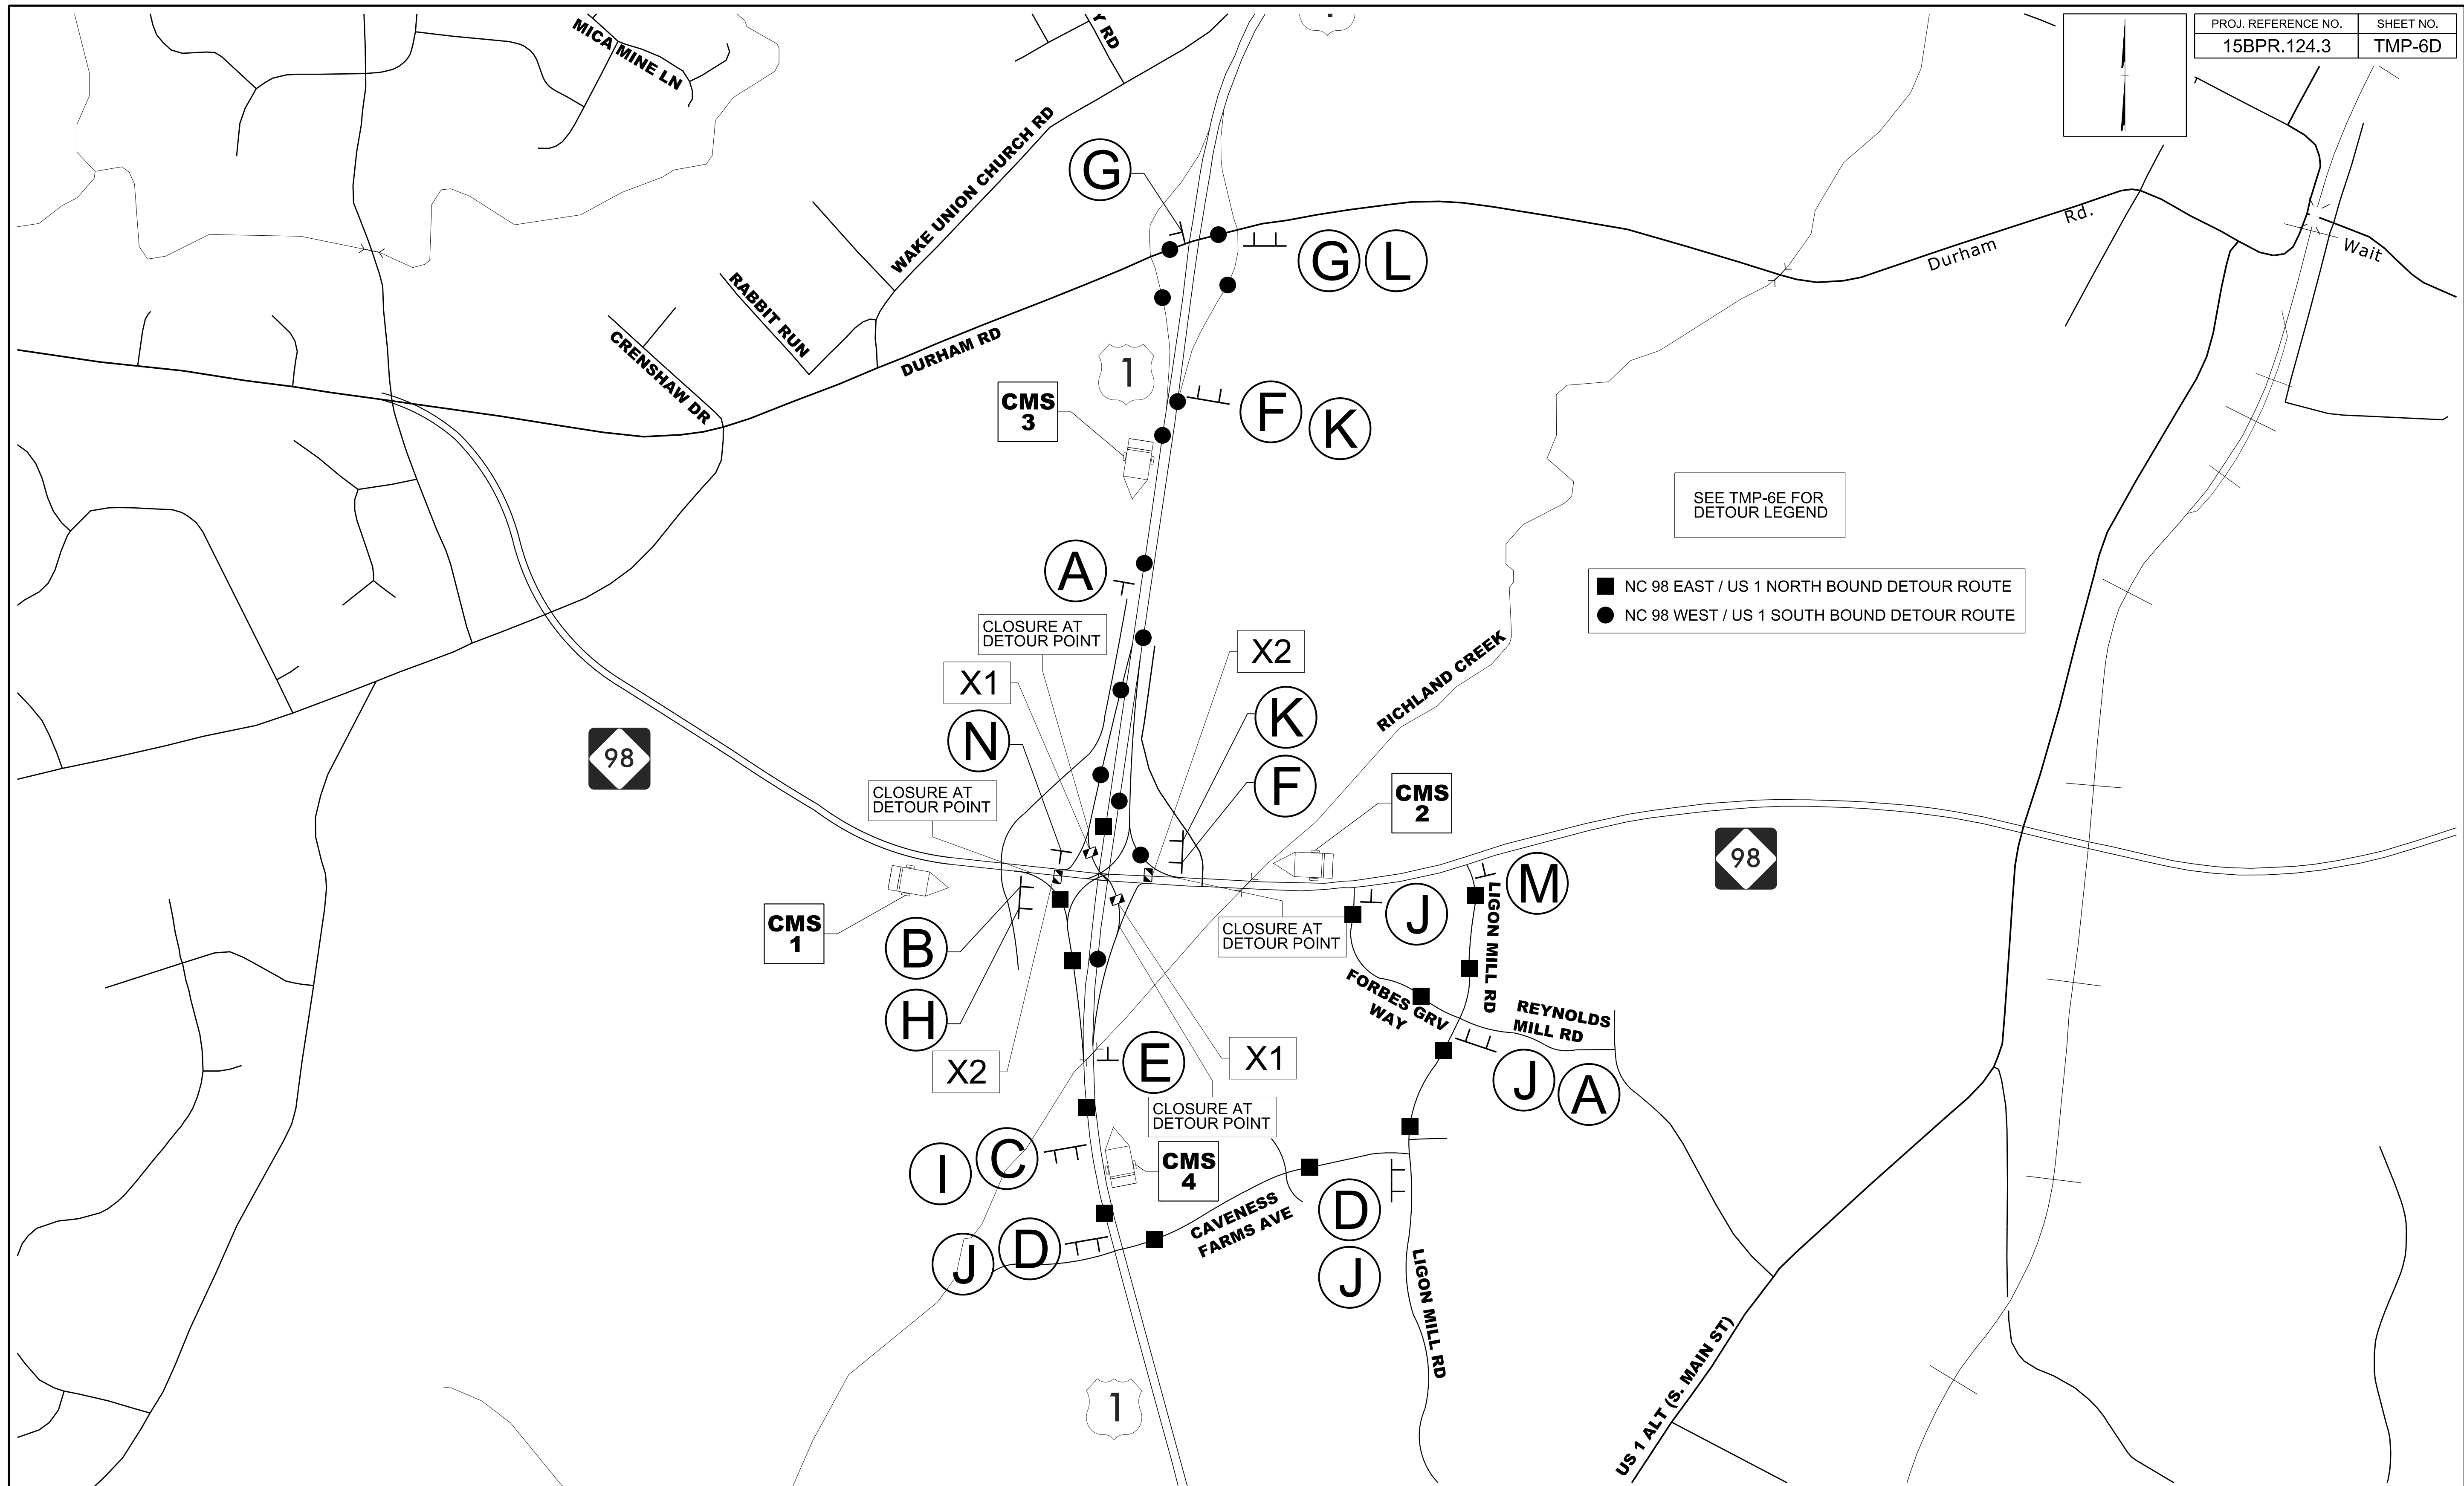 PROJ. REFERENCE NO.
SHEET NO.
15BPR.124.3
TMP-6D
MICA MINE LN
Y RD
WAKE UNION CHURCH RD
G
G
L
Durham
Rd.
Wait
RABBIT RUN
CRENSHAW DR
DURHAM RD
1
CMS
3
F
K
SEE TMP-6E FOR
DETOUR LEGEND
A
NC 98 EAST / US 1 NORTH BOUND DETOUR ROUTE
NC 98 WEST / US 1 SOUTH BOUND DETOUR ROUTE
CLOSURE AT
DETOUR POINT
X1
X2
RICHLAND CREEK
N
K
98
F
CLOSURE AT
DETOUR POINT
CMS
2
98
CMS
1
B
H
CLOSURE AT
DETOUR POINT
J
M
LIGON MILL RD
FORBES GRV
WAY
REYNOLDS
MILL RD
X2
E
X1
J
A
CLOSURE AT
DETOUR POINT
I
C
CMS
4
J
D
CAVENESS
FARMS AVE
D
J
LIGON MILL RD
1
US 1 ALT (S. MAIN ST)